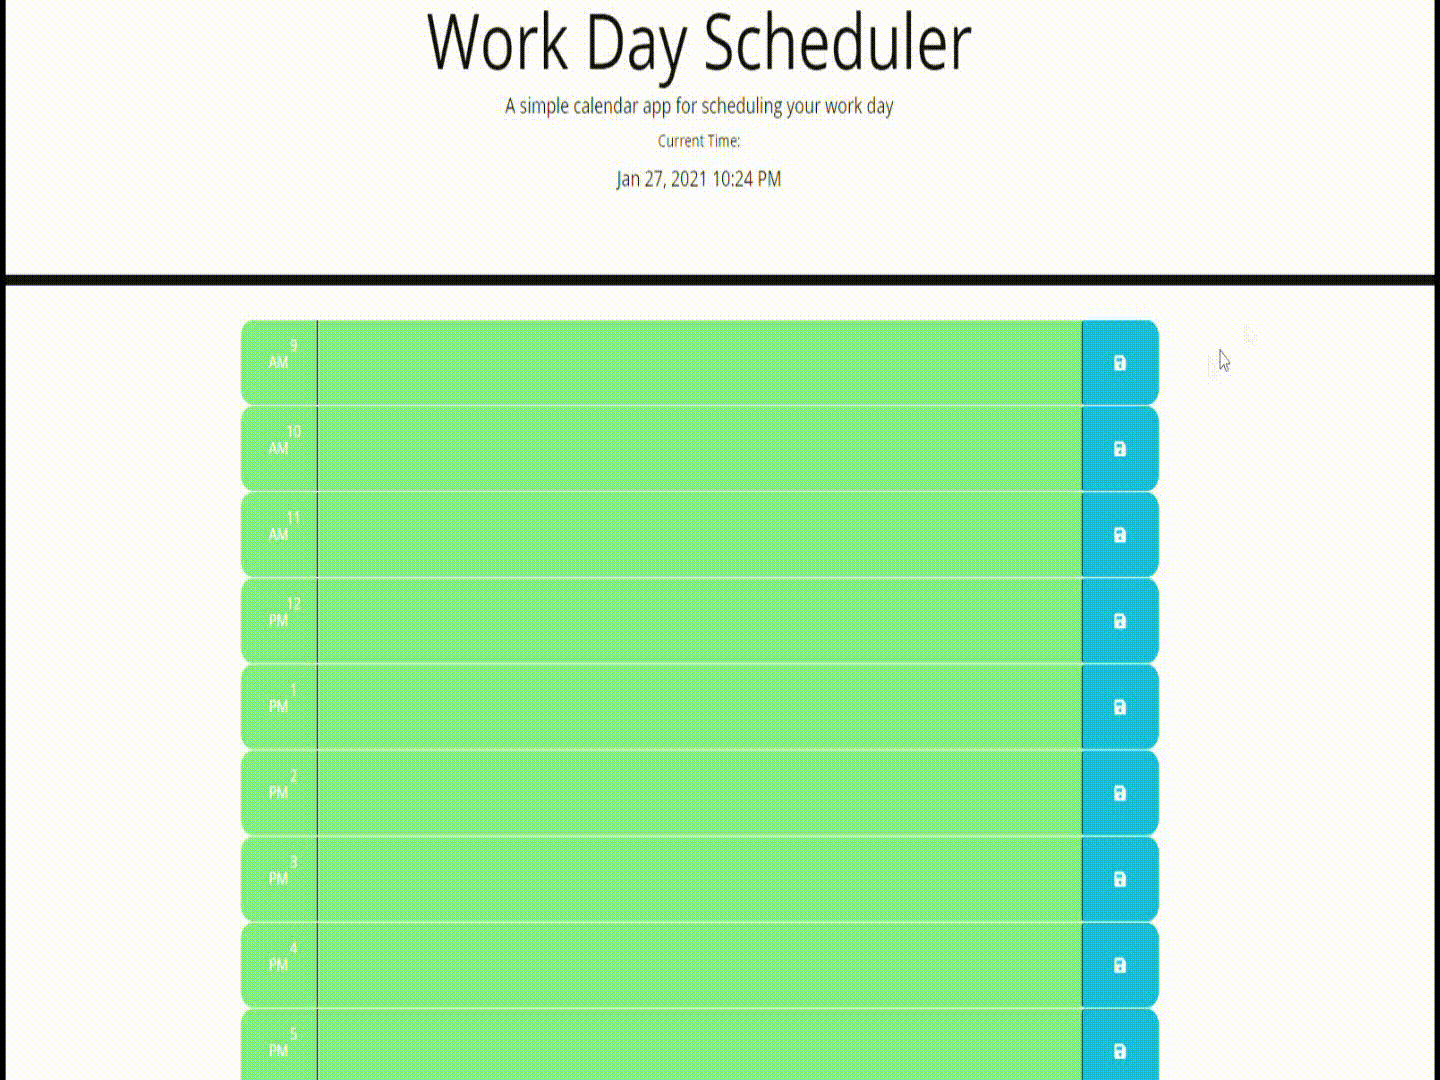 Work Day Scheduler
A simple calendar app for scheduling your work day
Current Time:
Jan 27, 2021 10:24 PM
9
AM
10
AM
11
AM
12
PM
1
PM
2
PM
3
PM
4
PM
5
PM